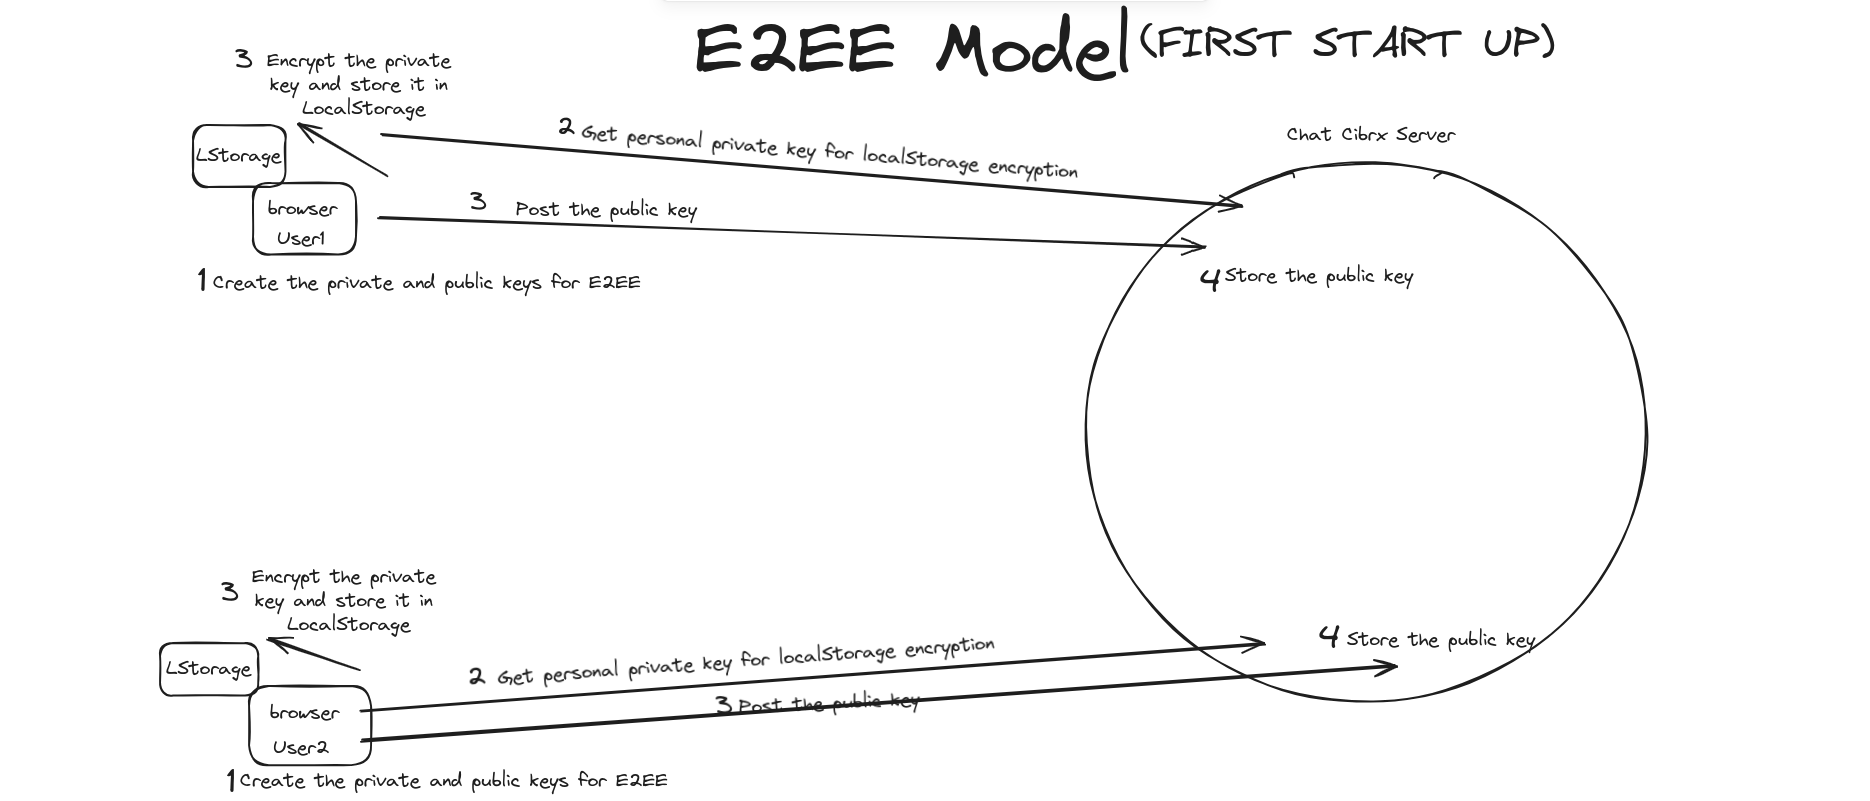 E2EE Model (FIRST START UP)
3 Encrypt the private
key and store it in
LocalStorage
2 Get personal private key for localStorage encryption
Chat Cibrx Server
LStorage
3 Post the public key
browser
User1
4 Store the public key
1 Create the private and public keys for E2EE
3 Encrypt the private
key and store it in
LocalStorage
4 Store the public key
2 Get personal private key for localStorage encryption
LStorage
3 Post the public key
browser
User2
1 Create the private and public keys for E2EE